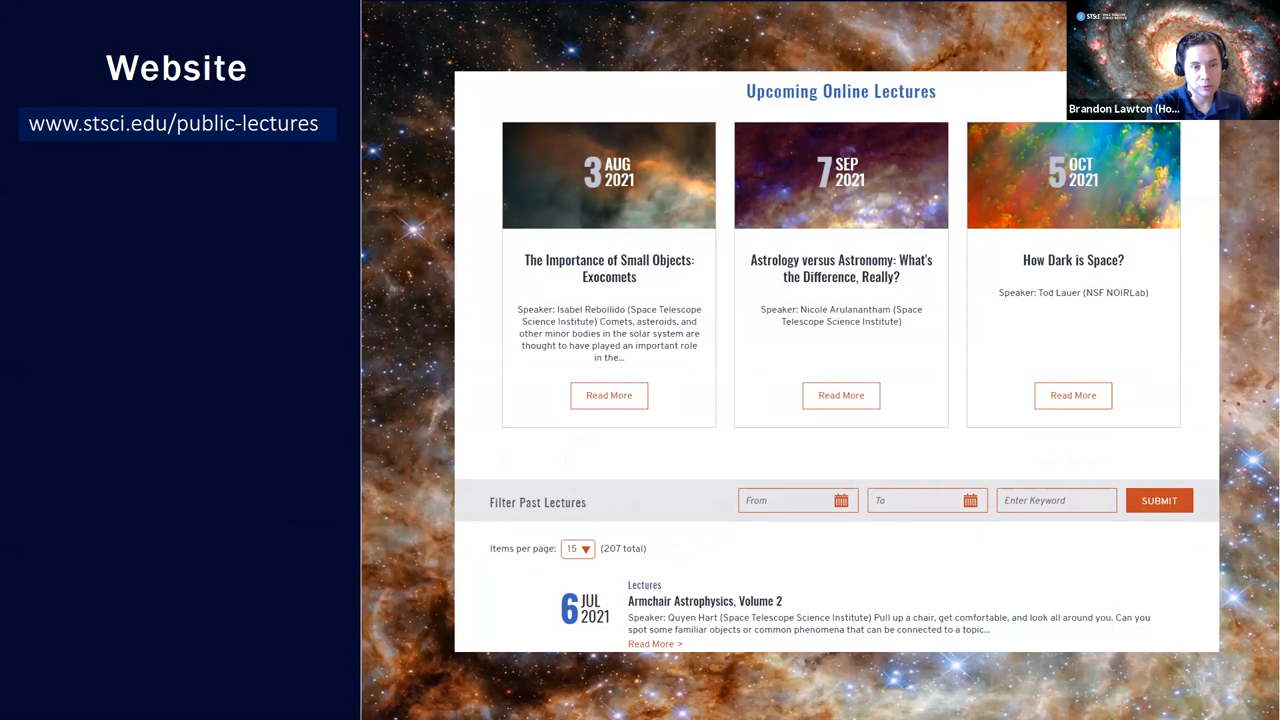 Website
www.stsci.edu/public-lectures
STScI
Brandon Lawton (Ho...
Upcoming Online Lectures
3 AUG
2021
The Importance of Small Objects:
Exocomets
Speaker: Isabel Rebollido (Space Telescope
Science Institute) Comets, asteroids, and
other minor bodies in the solar system are
thought to have played an important role
in the...
Read More
7 SEP
2021
Astrology versus Astronomy: What's
the Difference, Really?
Speaker: Nicole Arulanantham (Space
Telescope Science Institute)
Read More
5 OCT
2021
How Dark is Space?
Speaker: Tod Lauer (NSF NOIRLab)
Read More
Filter Past Lectures
From
To
Enter Keyword
SUBMIT
Items per page: 15 (207 total)
6 JUL
2021
Lectures
Armchair Astrophysics, Volume 2
Speaker: Quyen Hart (Space Telescope Science Institute) Pull up a chair, get comfortable, and look all around you. Can you
spot some familiar objects or common phenomena that can be connected to a topic...
Read More >